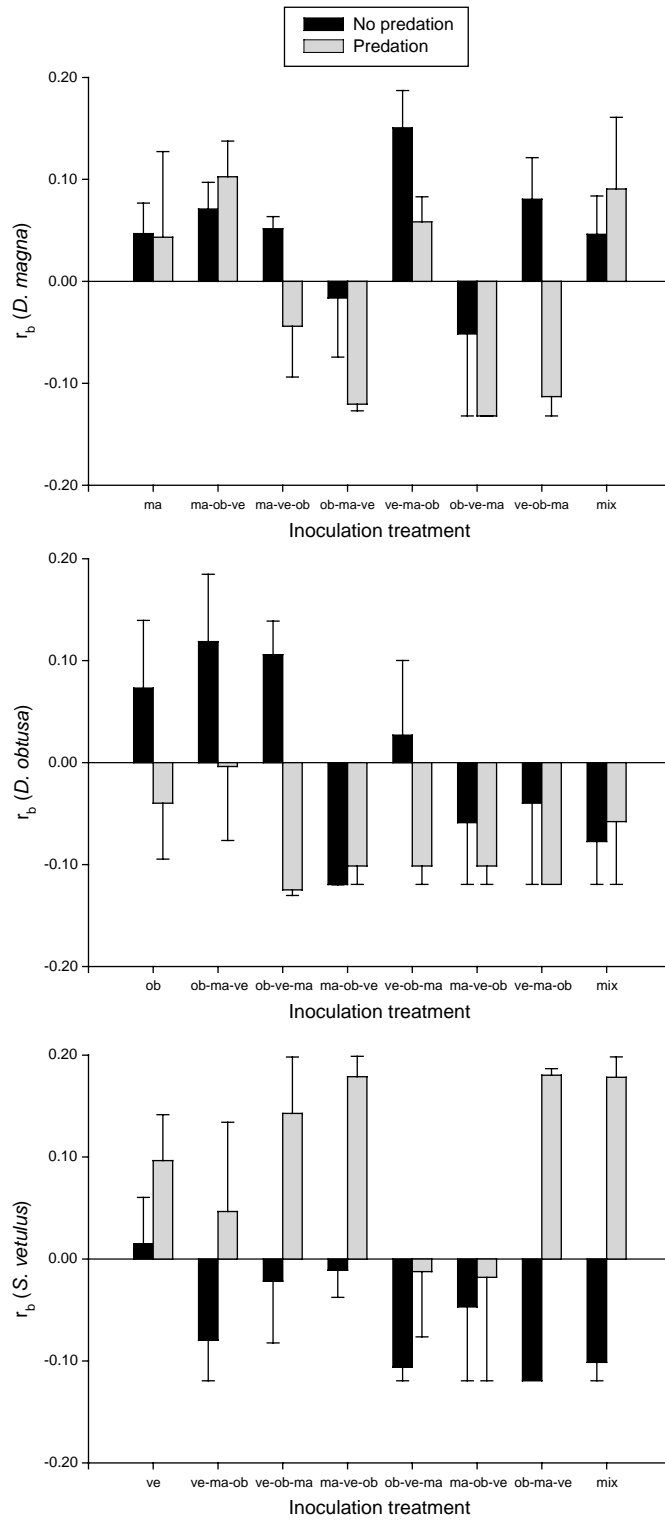 No predation
Predation
0.20
0.10
0.00
-0.10
-0.20
r_b (D. magna)
ma ma-ob-ve ma-ve-ob ob-ma-ve ve-ma-ob ob-ve-ma ve-ob-ma mix
Inoculation treatment
0.20
0.10
0.00
-0.10
-0.20
r_b (D. obtusa)
ob ob-ma-ve ob-ve-ma ma-ob-ve ve-ob-ma ma-ve-ob ve-ma-ob mix
Inoculation treatment
0.20
0.10
0.00
-0.10
-0.20
r_b (S. vetulus)
ve ve-ma-ob ve-ob-ma ma-ve-ob ob-ve-ma ma-ob-ve ob-ma-ve mix
Inoculation treatment